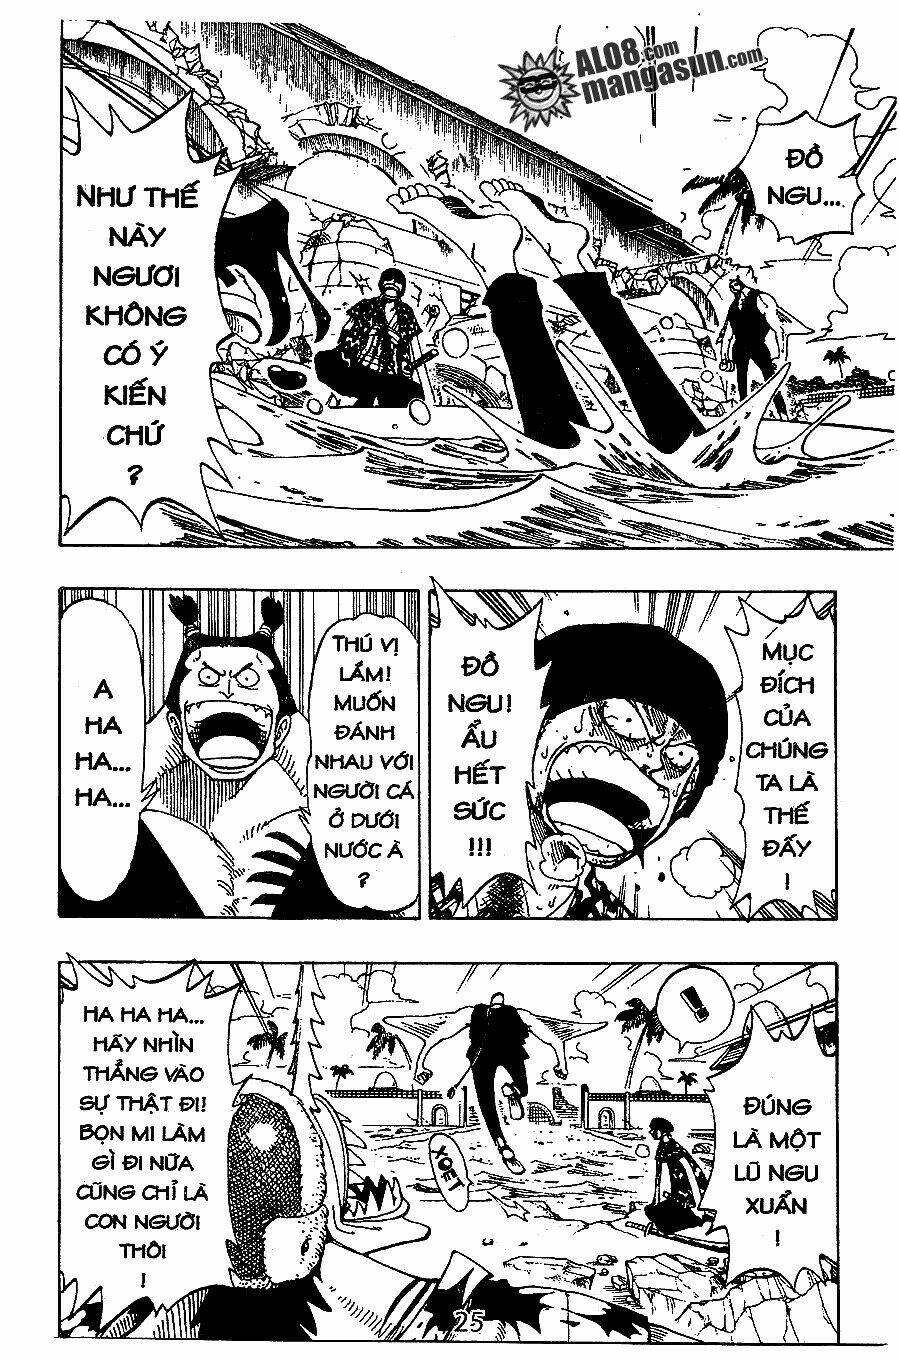 AL08.com
mangasun.com
ĐỒ
NGU...
NHƯ THẾ
NÀY
NGƯƠI
KHÔNG
CÓ Ý
KIẾN
CHỨ
?
MỤC
ĐÍCH
CỦA
CHÚNG
TA LÀ
THẾ
ĐẤY
!
ĐỒ
NGU!
ẨU
HẾT
SỨC
!!!
THÚ VỊ
LẮM!
MUỐN
ĐÁNH
NHAU VỚI
NGƯỜI CÁ
Ở DƯỚI
NƯỚC À
?
A
HA
HA...
HA...
!
ĐÚNG
LÀ MỘT
LŨ NGU
XUẨN
!
XOẸT
HA HA HA...
HÃY NHÌN
THẲNG VÀO
SỰ THẬT ĐI!
BỌN MI LÀM
GÌ ĐI NỮA
CŨNG CHỈ LÀ
CON NGƯỜI
THÔI
!
25